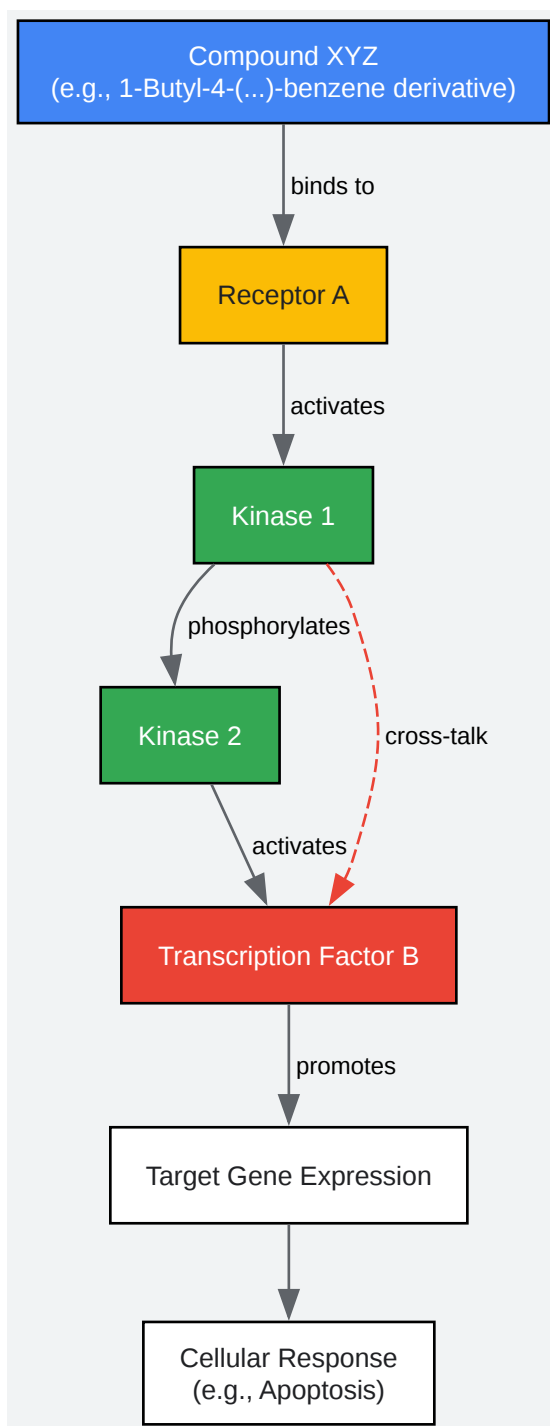 Compound XYZ
(e.g., 1-Butyl-4-(...)-benzene derivative)
binds to
Receptor A
activates
Kinase 1
phosphorylates
Kinase 2
cross-talk
activates
Transcription Factor B
promotes
Target Gene Expression
Cellular Response
(e.g., Apoptosis)